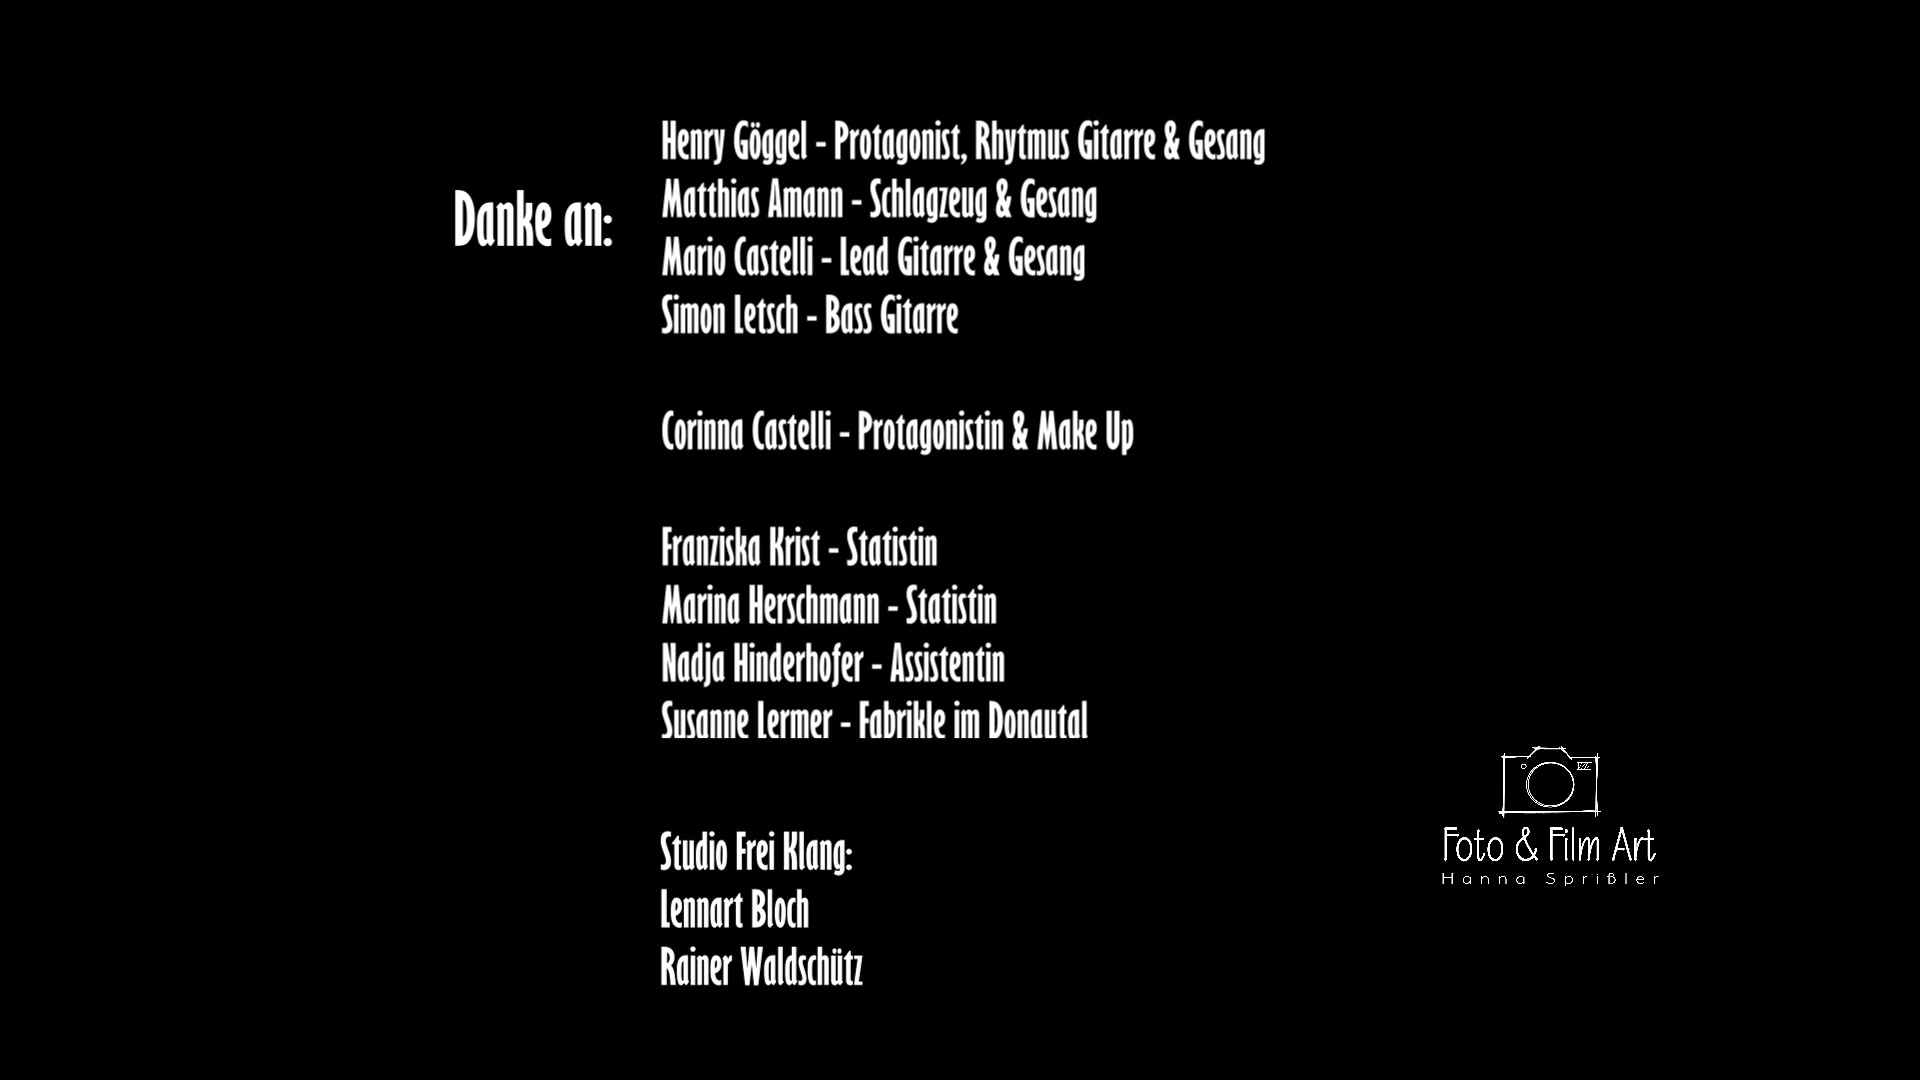 Danke an:
Henry Göggel - Protagonist, Rhytmus Gitarre & Gesang
Matthias Amann - Schlagzeug & Gesang
Mario Castelli - Lead Gitarre & Gesang
Simon Letsch - Bass Gitarre
Corinna Castelli - Protagonistin & Make Up
Franziska Krist - Statistin
Marina Herschmann - Statistin
Nadja Hinderhofer - Assistentin
Susanne Lermer - Fabrikle im Donautal
Studio Frei Klang:
Lennart Bloch
Rainer Waldschütz
Foto & Film Art
Hanna Sprißler